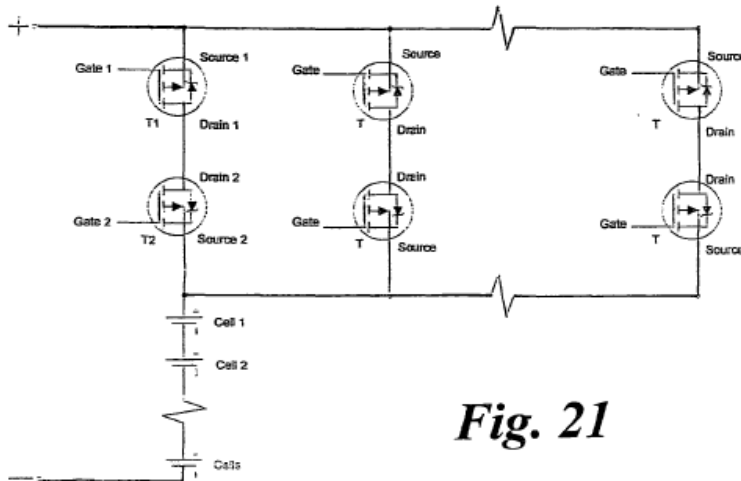 +
Source 1
Source
Source
Gate 1
Gate
Gate
T1
Drain 1
T
Drain
T
Drain
Drain 2
Drain
Drain
Gate 2
Gate
Gate
T2
Source 2
T
Source
T
Source
Cell 1
Cell 2
Cells
Fig. 21